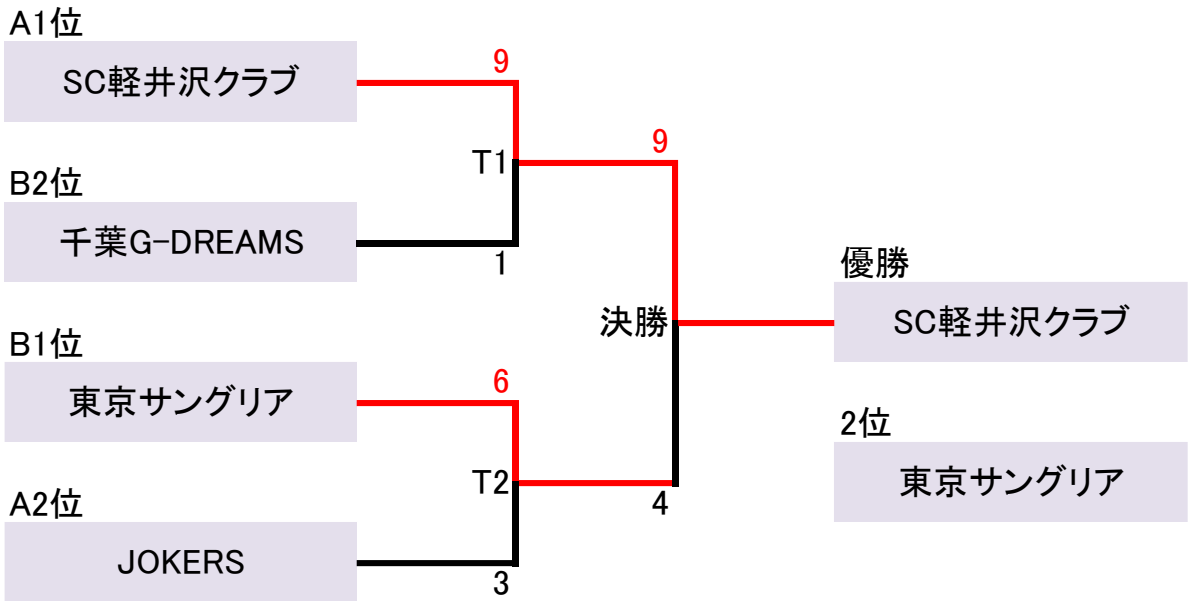 A1位
SC軽井沢クラブ
9
T1
B2位
千葉G-DREAMS
1
9
決勝
4
優勝
SC軽井沢クラブ
B1位
東京サングリア
6
T2
A2位
JOKERS
3
2位
東京サングリア